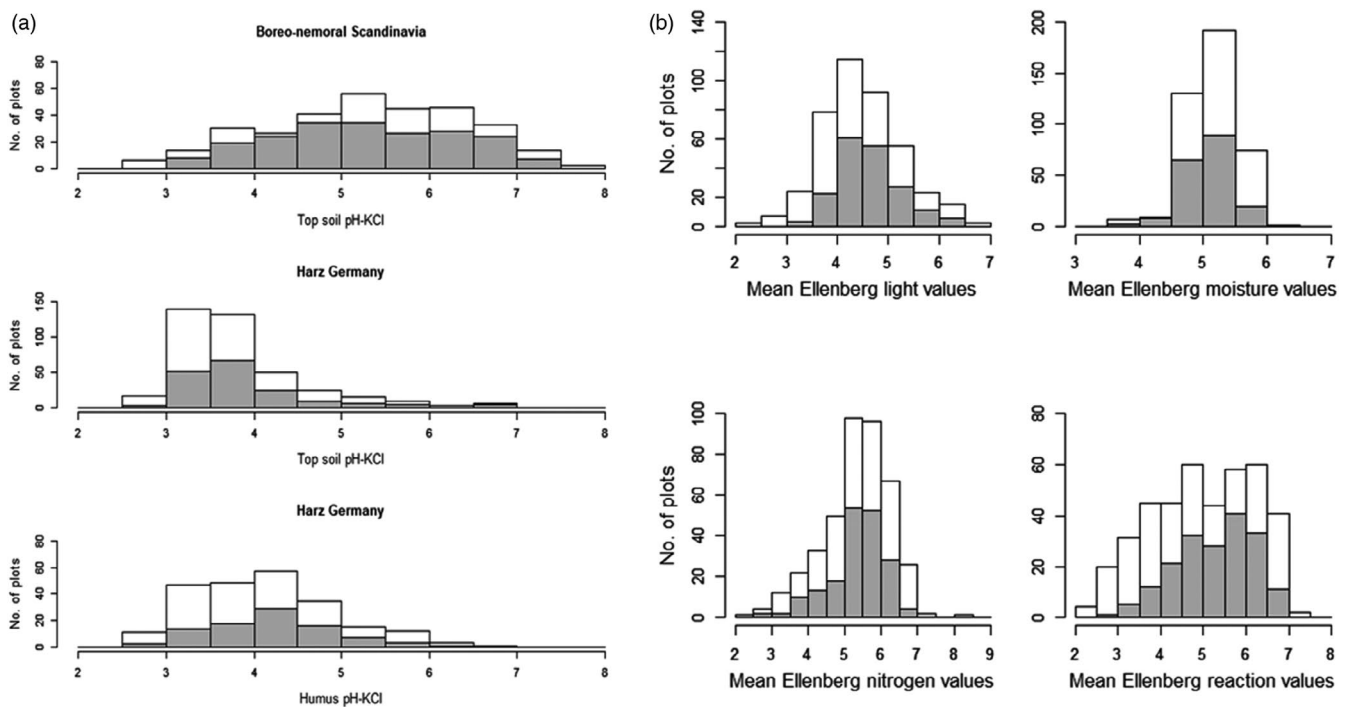 (a)
Boreo-nemoral Scandinavia
No. of plots
0 20 40 60 80
2 3 4 5 6 7 8
Top soil pH-KCl
Harz Germany
No. of plots
0 50 100 150
2 3 4 5 6 7 8
Top soil pH-KCl
Harz Germany
No. of plots
0 20 40 60 80
2 3 4 5 6 7 8
Humus pH-KCl
(b)
No. of plots
0 20 60 100 140
2 3 4 5 6 7
Mean Ellenberg light values
0 50 100 150 200
3 4 5 6 7
Mean Ellenberg moisture values
No. of plots
0 20 40 60 80 100
2 3 4 5 6 7 8 9
Mean Ellenberg nitrogen values
0 20 40 60 80
2 3 4 5 6 7 8
Mean Ellenberg reaction values